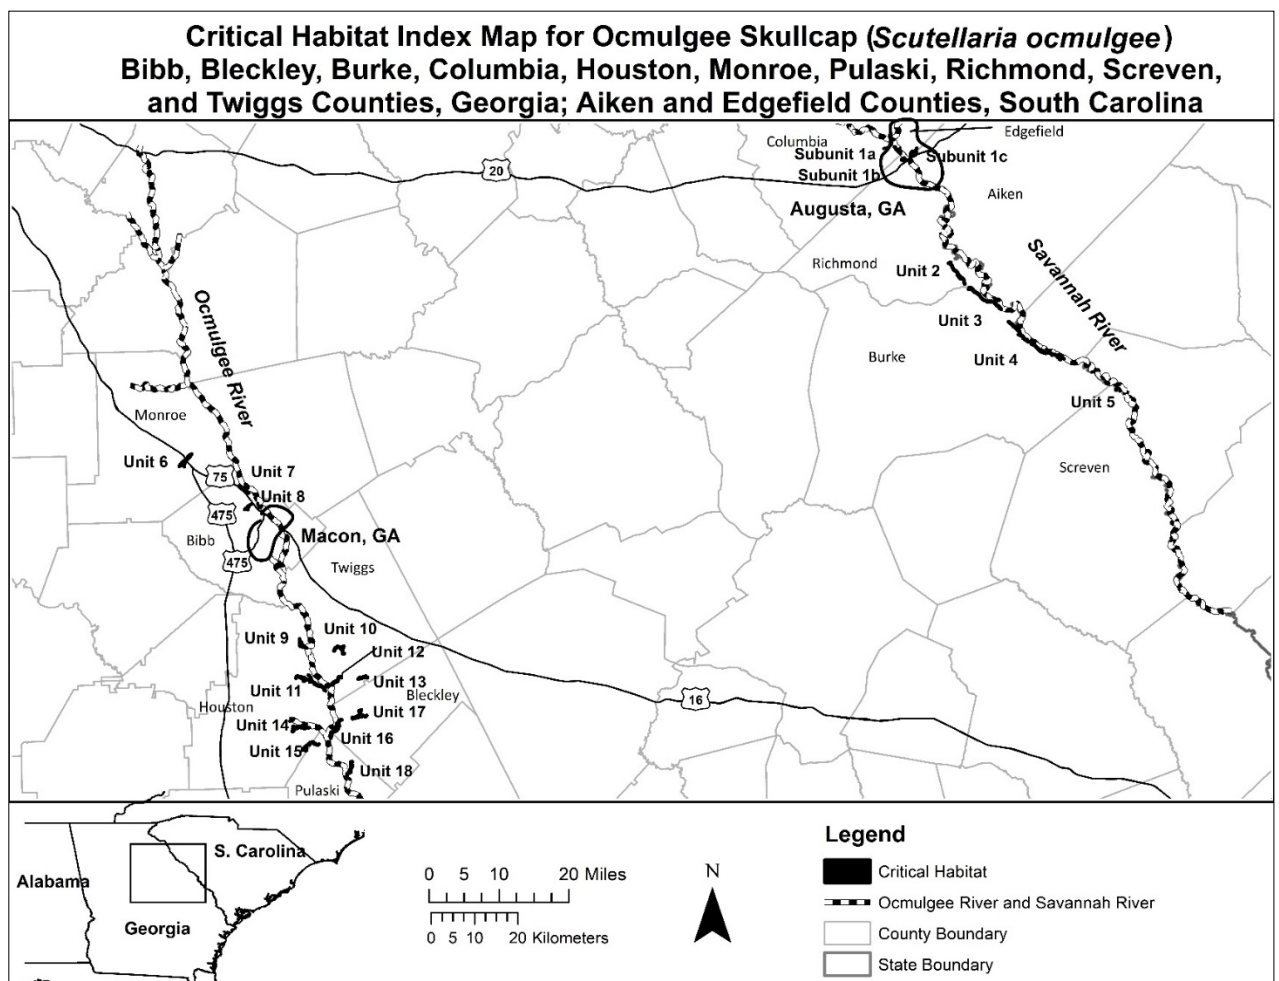 Critical Habitat Index Map for Ocmulgee Skullcap (Scutellaria ocmulgee)
Bibb, Bleckley, Burke, Columbia, Houston, Monroe, Pulaski, Richmond, Screven,
and Twiggs Counties, Georgia; Aiken and Edgefield Counties, South Carolina
Columbia
Edgefield
Subunit 1a
Subunit 1c
Subunit 1b
20
Aiken
Augusta, GA
Richmond
Unit 2
Savannah River
Ocmulgee River
Unit 3
Unit 4
Burke
Unit 5
Monroe
Unit 6
75
Unit 7
Unit 8
Screven
475
Bibb
Macon, GA
475
Twiggs
Unit 9
Unit 10
Unit 12
Unit 11
Unit 13
Bleckley
Houston
16
Unit 17
Unit 14
Unit 16
Unit 15
Unit 18
Pulaski
Alabama
S. Carolina
Georgia
0 5 10 20 Miles
0 5 10 20 Kilometers
N
Legend
Critical Habitat
Ocmulgee River and Savannah River
County Boundary
State Boundary